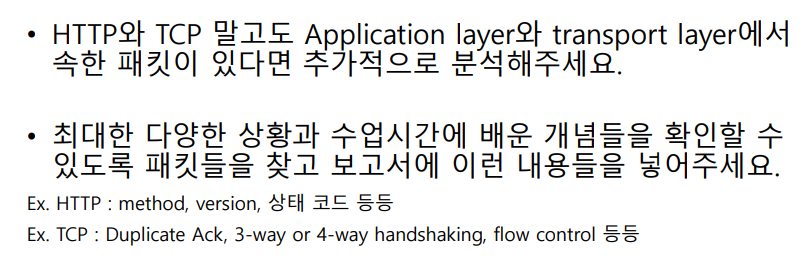 • HTTP와 TCP 말고도 Application layer와 transport layer에서
속한 패킷이 있다면 추가적으로 분석해주세요.
• 최대한 다양한 상황과 수업시간에 배운 개념들을 확인할 수
있도록 패킷들을 찾고 보고서에 이런 내용들을 넣어주세요.
Ex. HTTP : method, version, 상태 코드 등등
Ex. TCP : Duplicate Ack, 3-way or 4-way handshaking, flow control 등등